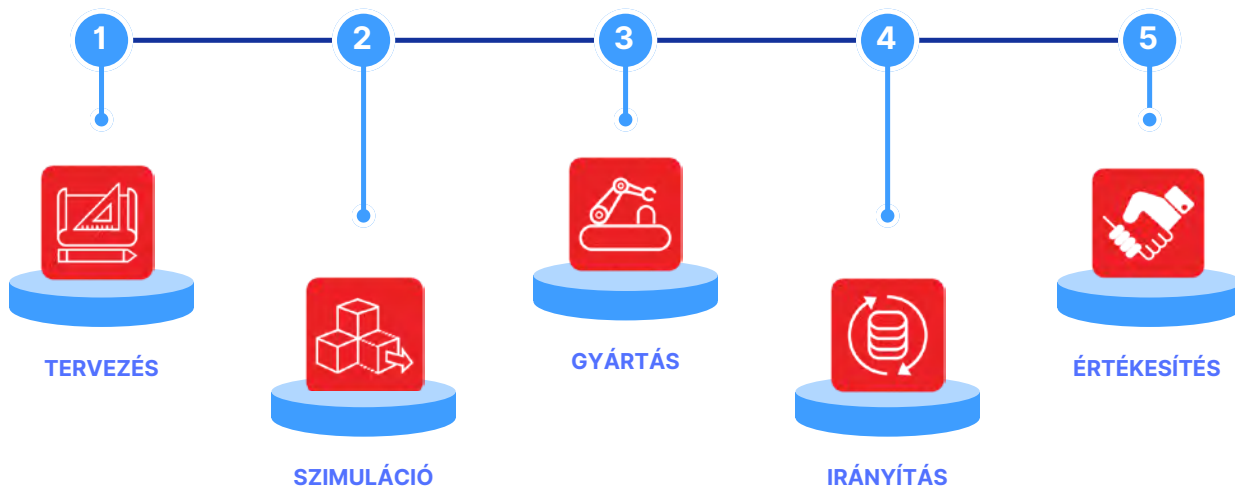 1
2
3
4
5
TERVEZÉS
SZIMULÁCIÓ
GYÁRTÁS
IRÁNYÍTÁS
ÉRTÉKESÍTÉS